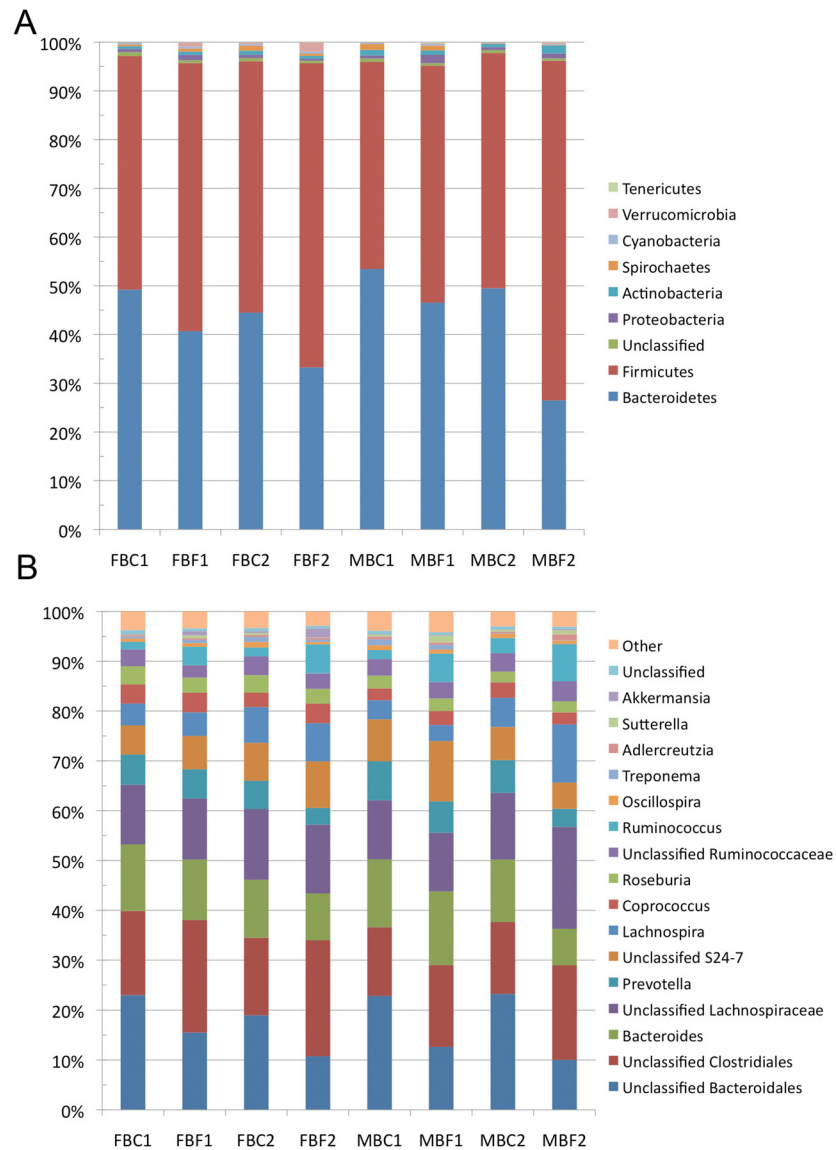 A
100%
90%
80%
70%
60%
50%
40%
30%
20%
10%
0%
FBC1 FBF1 FBC2 FBF2 MBC1 MBF1 MBC2 MBF2
Tenericutes
Verrucomicrobia
Cyanobacteria
Spirochaetes
Actinobacteria
Proteobacteria
Unclassified
Firmicutes
Bacteroidetes
B
100%
90%
80%
70%
60%
50%
40%
30%
20%
10%
0%
FBC1 FBF1 FBC2 FBF2 MBC1 MBF1 MBC2 MBF2
Other
Unclassified
Akkermansia
Sutterella
Adlercreutzia
Treponema
Oscillospira
Ruminococcus
Unclassified Ruminococcaceae
Roseburia
Coprococcus
Lachnospira
Unclassifed S24-7
Prevotella
Unclassified Lachnospiraceae
Bacteroides
Unclassified Clostridiales
Unclassified Bacteroidales